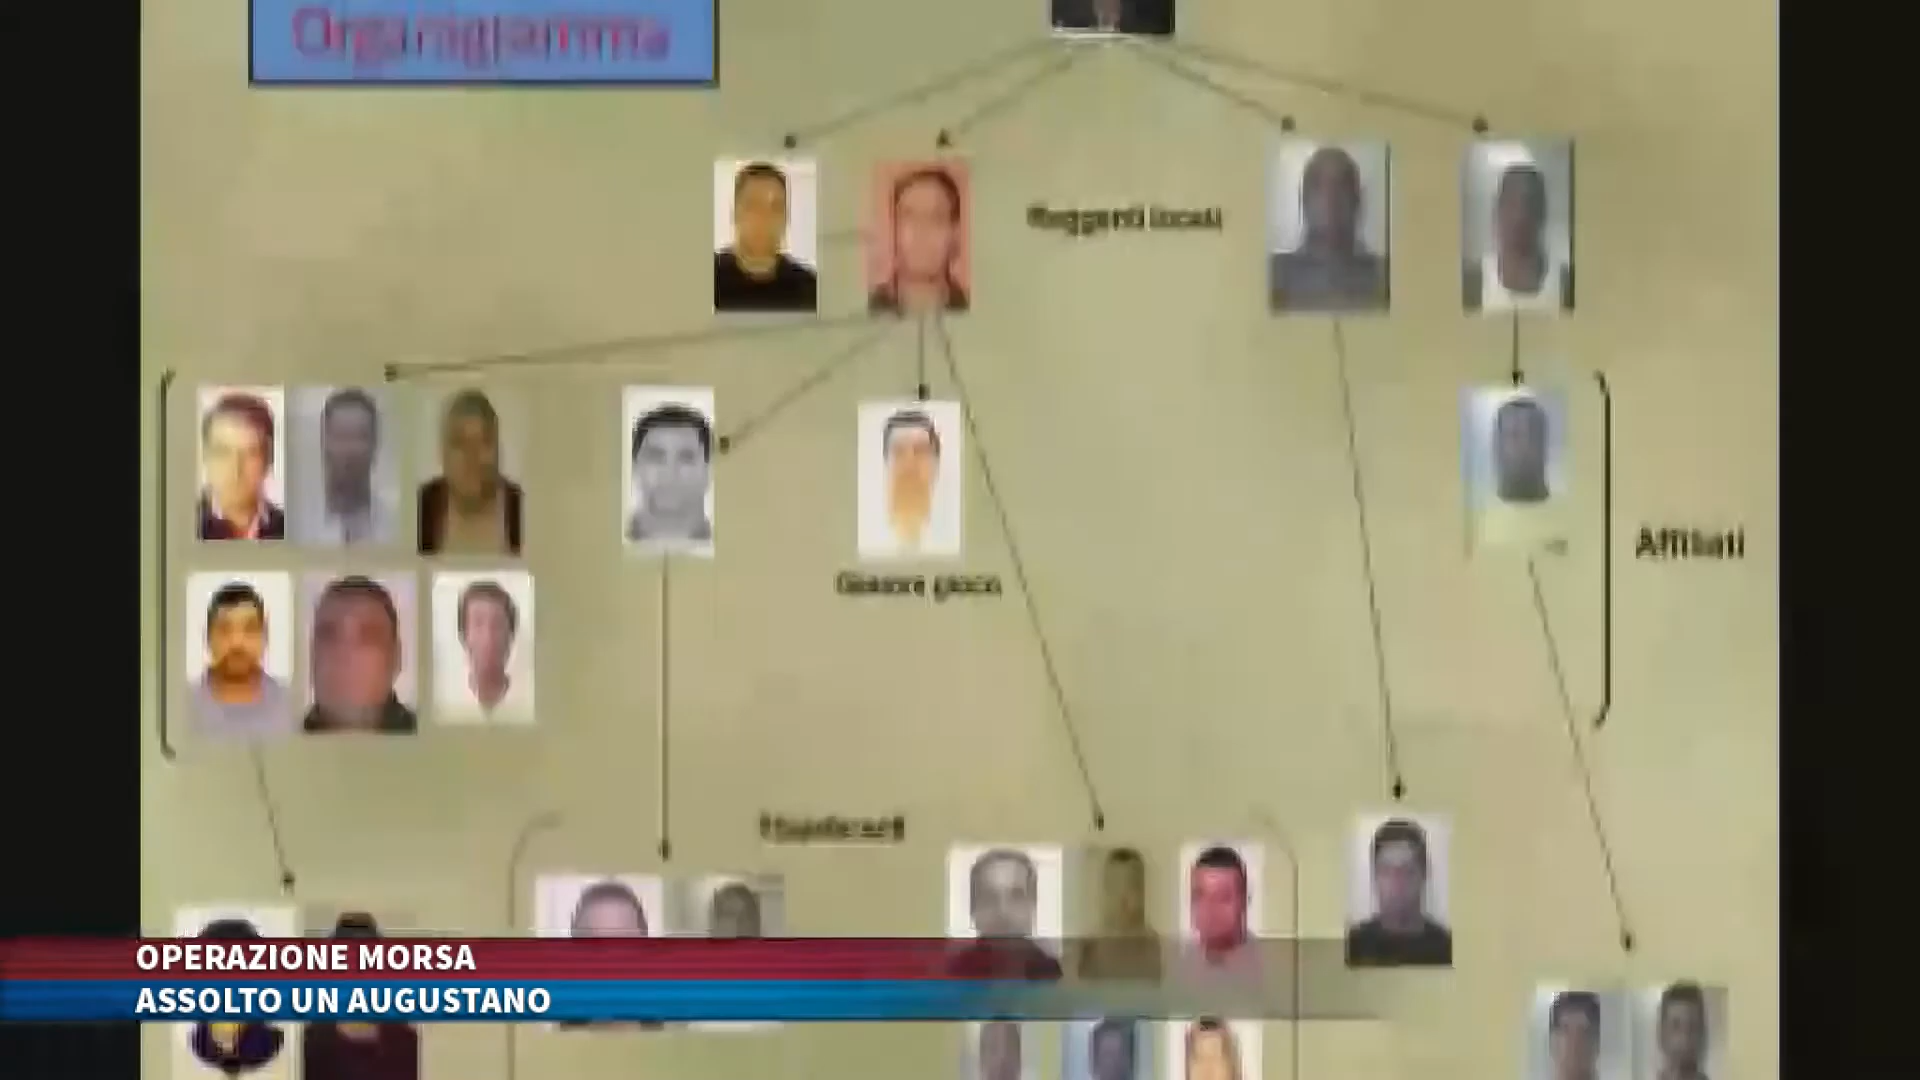 Organigramma
Reggenti locali
Affiliati
OPERAZIONE MORSA
ASSOLTO UN AUGUSTANO